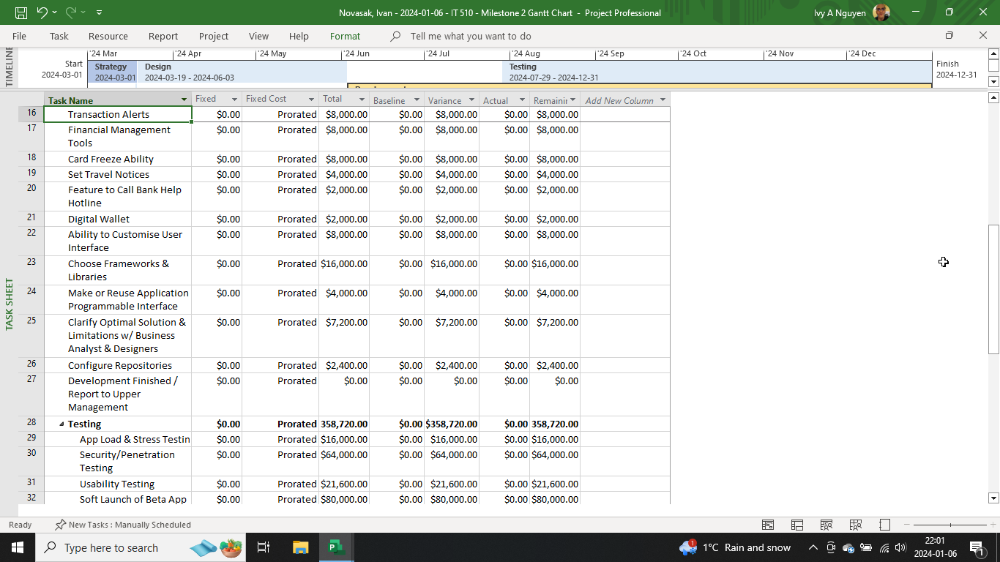 Novasak, Ivan - 2024-01-06 - IT 510 - Milestone 2 Gantt Chart - Project Professional
Ivy A Nguyen
File Task Resource Report Project View Help Format Tell me what you want to do
TIMELINE
'24 Mar '24 Apr '24 May '24 Jun '24 Jul '24 Aug '24 Sep '24 Oct '24 Nov '24 Dec
Start
2024-03-01
Strategy
2024-03-01
Design
2024-03-19 - 2024-06-03
Testing
2024-07-29 - 2024-12-31
Finish
2024-12-31
TASK SHEET
Task Name Fixed Fixed Cost Total Baseline Variance Actual Remainir Add New Column
16 Transaction Alerts $0.00 Prorated $8,000.00 $0.00 $8,000.00 $0.00 $8,000.00
17 Financial Management $0.00 Prorated $8,000.00 $0.00 $8,000.00 $0.00 $8,000.00
Tools
18 Card Freeze Ability $0.00 Prorated $8,000.00 $0.00 $8,000.00 $0.00 $8,000.00
19 Set Travel Notices $0.00 Prorated $4,000.00 $0.00 $4,000.00 $0.00 $4,000.00
20 Feature to Call Bank Help $0.00 Prorated $2,000.00 $0.00 $2,000.00 $0.00 $2,000.00
Hotline
21 Digital Wallet $0.00 Prorated $2,000.00 $0.00 $2,000.00 $0.00 $2,000.00
22 Ability to Customise User $0.00 Prorated $8,000.00 $0.00 $8,000.00 $0.00 $8,000.00
Interface
23 Choose Frameworks & $0.00 Prorated $16,000.00 $0.00 $16,000.00 $0.00 $16,000.00
Libraries
24 Make or Reuse Application $0.00 Prorated $4,000.00 $0.00 $4,000.00 $0.00 $4,000.00
Programmable Interface
25 Clarify Optimal Solution & $0.00 Prorated $7,200.00 $0.00 $7,200.00 $0.00 $7,200.00
Limitations w/ Business
Analyst & Designers
26 Configure Repositories $0.00 Prorated $2,400.00 $0.00 $2,400.00 $0.00 $2,400.00
27 Development Finished / $0.00 Prorated $0.00 $0.00 $0.00 $0.00 $0.00
Report to Upper
Management
28 Testing $0.00 Prorated 358,720.00 $0.00 $358,720.00 $0.00 358,720.00
29 App Load & Stress Testin $0.00 Prorated $16,000.00 $0.00 $16,000.00 $0.00 $16,000.00
30 Security/Penetration $0.00 Prorated $64,000.00 $0.00 $64,000.00 $0.00 $64,000.00
Testing
31 Usability Testing $0.00 Prorated $21,600.00 $0.00 $21,600.00 $0.00 $21,600.00
32 Soft Launch of Beta App $0.00 Prorated $80,000.00 $0.00 $80,000.00 $0.00 $80,000.00
Ready New Tasks : Manually Scheduled
Type here to search
1
1°C Rain and snow
22:01
2024-01-06
1